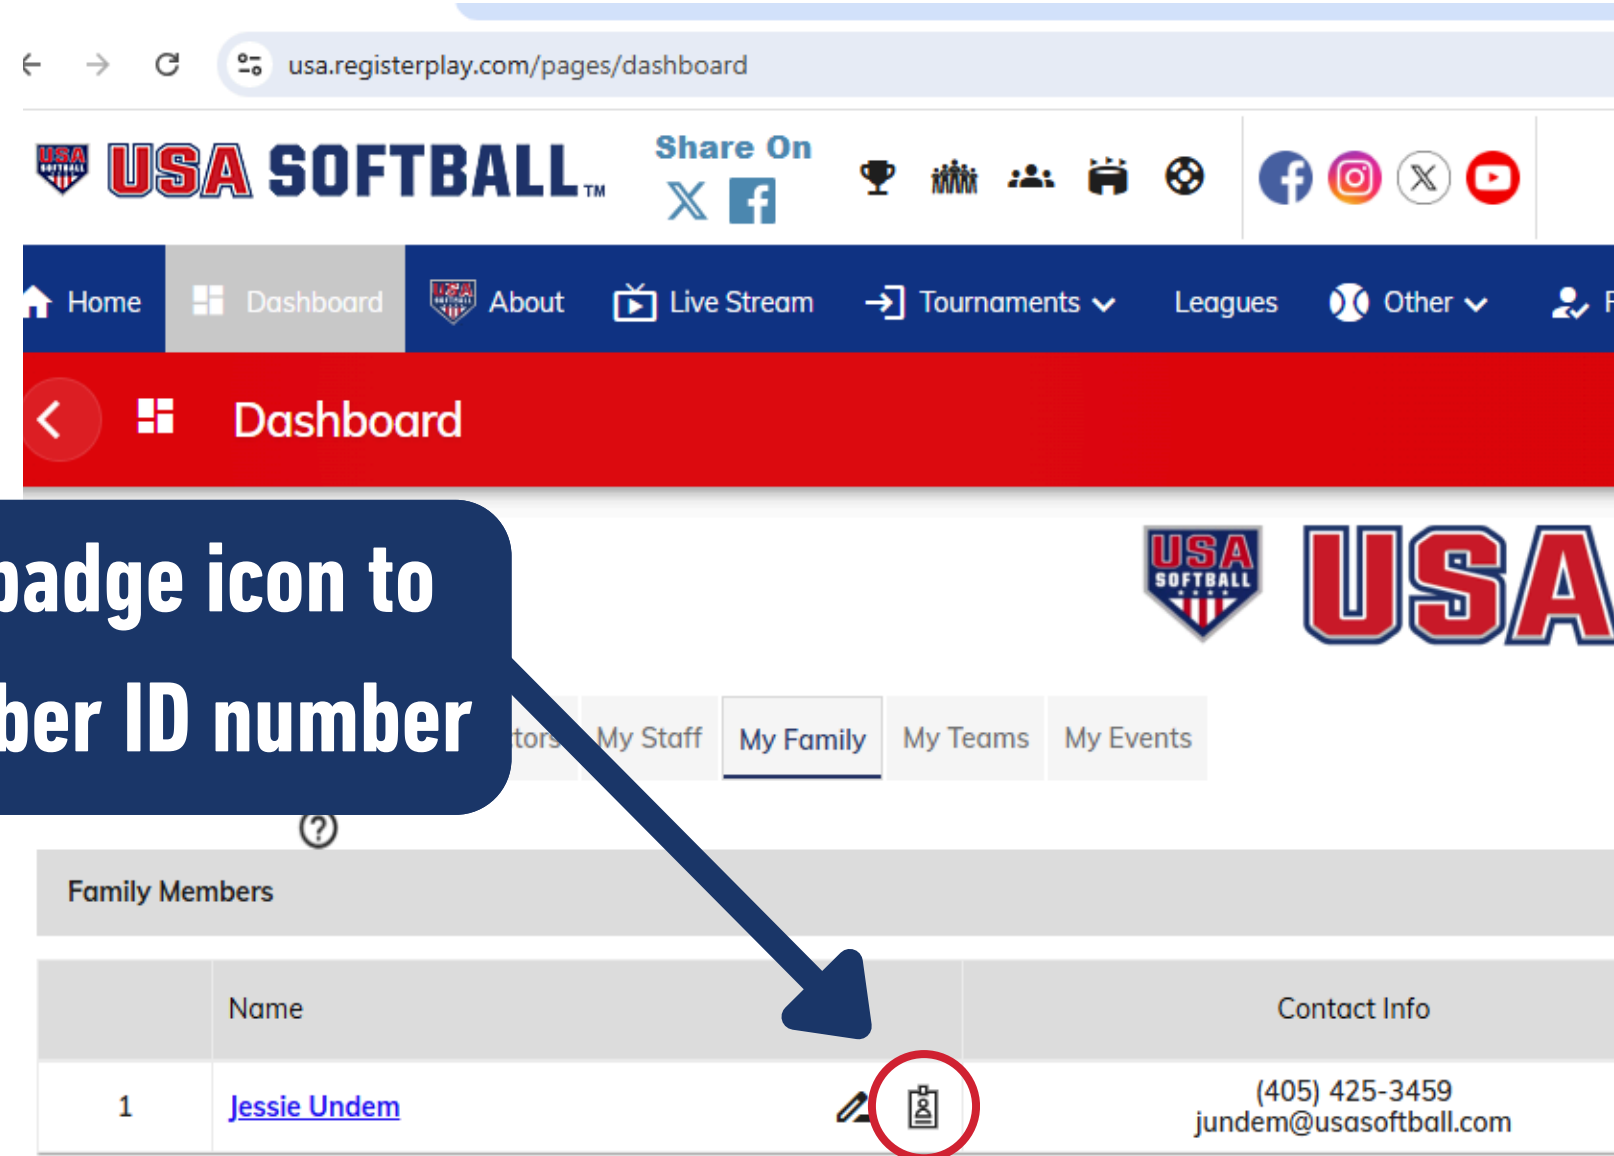 usa.registerplay.com/pages/dashboard
USA SOFTBALL™
Share On
Home Dashboard About Live Stream Tournaments Leagues Other
Dashboard
badge icon to
ber ID number
USA SOFTBALL USA
tors My Staff My Family My Teams My Events
Family Members
Name Contact Info
1 Jessie Undem (405) 425-3459
jundem@usasoftball.com